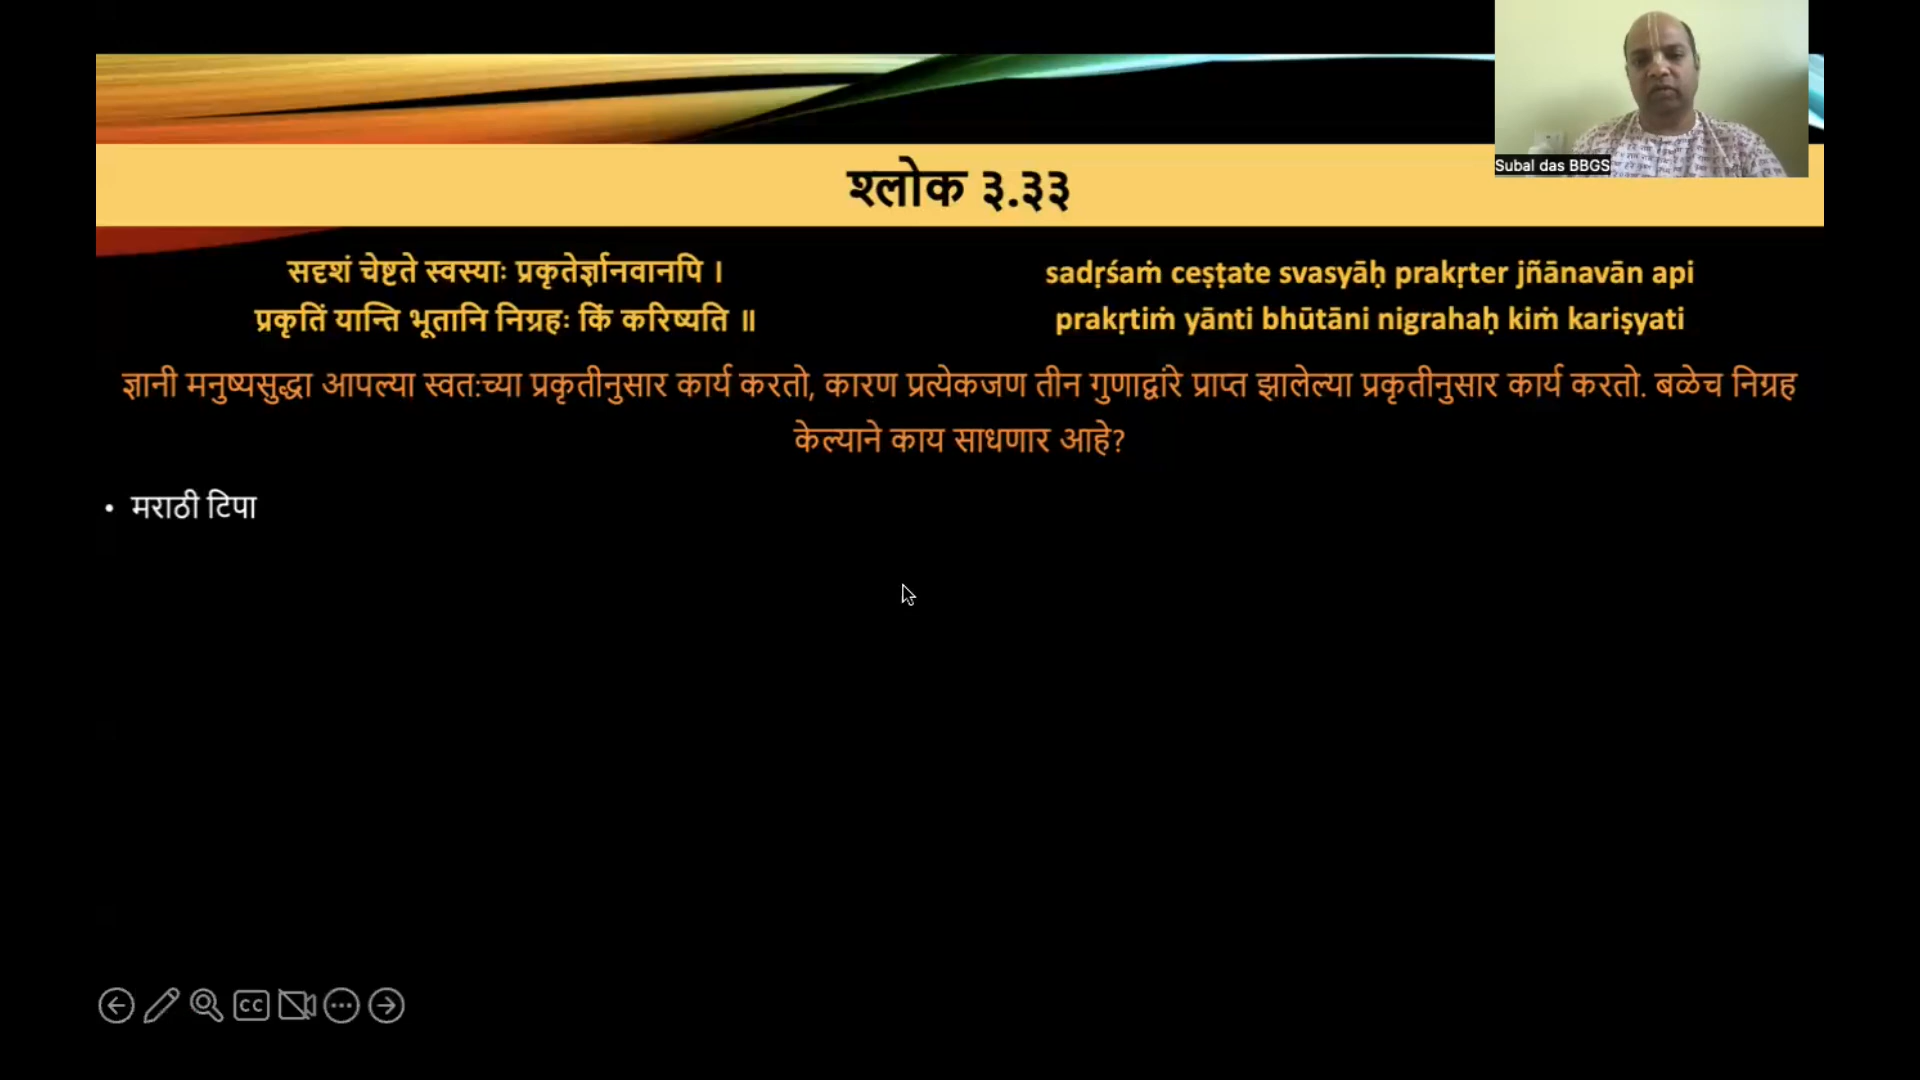 श्लोक ३.३३
Subal das BBGS
सदृशं चेष्टते स्वस्याः प्रकृतेर्ज्ञानवानपि ।
प्रकृतिं यान्ति भूतानि निग्रहः किं करिष्यति ॥
sadṛśaṁ ceṣṭate svasyāḥ prakṛter jñānavān api
prakṛtiṁ yānti bhūtāni nigrahaḥ kiṁ kariṣyati
ज्ञानी मनुष्यसुद्धा आपल्या स्वत:च्या प्रकृतीनुसार कार्य करतो, कारण प्रत्येकजण तीन गुणाद्वांरे प्राप्त झालेल्या प्रकृतीनुसार कार्य करतो. बळेच निग्रह
केल्याने काय साधणार आहे?
• मराठी टिपा
CC